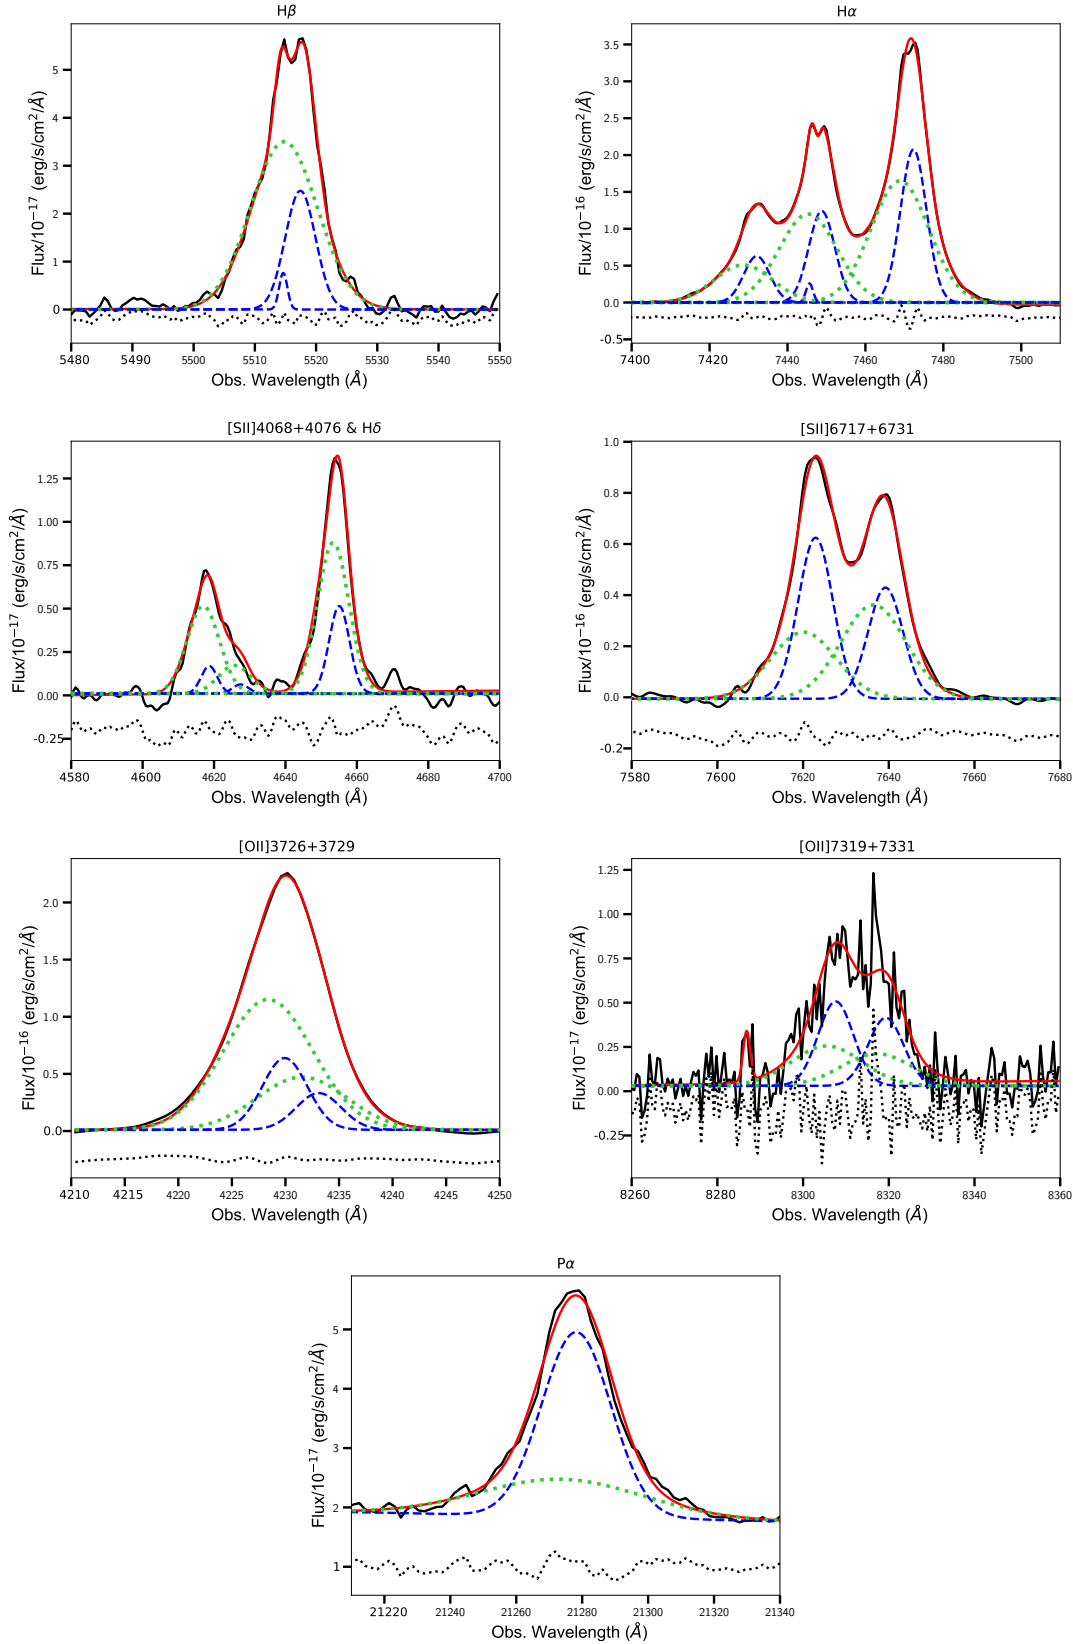 Hβ
Flux/10⁻¹⁷ (erg/s/cm²/Å)
5
4
3
2
1
0
5480 5490 5500 5510 5520 5530 5540 5550
Obs. Wavelength (Å)
Hα
Flux/10⁻¹⁶ (erg/s/cm²/Å)
3.5
3.0
2.5
2.0
1.5
1.0
0.5
0.0
-0.5
7400 7420 7440 7460 7480 7500
Obs. Wavelength (Å)
[SII]4068+4076 & Hδ
Flux/10⁻¹⁷ (erg/s/cm²/Å)
1.25
1.00
0.75
0.50
0.25
0.00
-0.25
4580 4600 4620 4640 4660 4680 4700
Obs. Wavelength (Å)
[SII]6717+6731
Flux/10⁻¹⁶ (erg/s/cm²/Å)
1.0
0.8
0.6
0.4
0.2
0.0
-0.2
7580 7600 7620 7640 7660 7680
Obs. Wavelength (Å)
[OII]3726+3729
Flux/10⁻¹⁶ (erg/s/cm²/Å)
2.0
1.5
1.0
0.5
0.0
4210 4215 4220 4225 4230 4235 4240 4245 4250
Obs. Wavelength (Å)
[OII]7319+7331
Flux/10⁻¹⁷ (erg/s/cm²/Å)
1.25
1.00
0.75
0.50
0.25
0.00
-0.25
8260 8280 8300 8320 8340 8360
Obs. Wavelength (Å)
Pα
Flux/10⁻¹⁷ (erg/s/cm²/Å)
5
4
3
2
1
21220 21240 21260 21280 21300 21320 21340
Obs. Wavelength (Å)